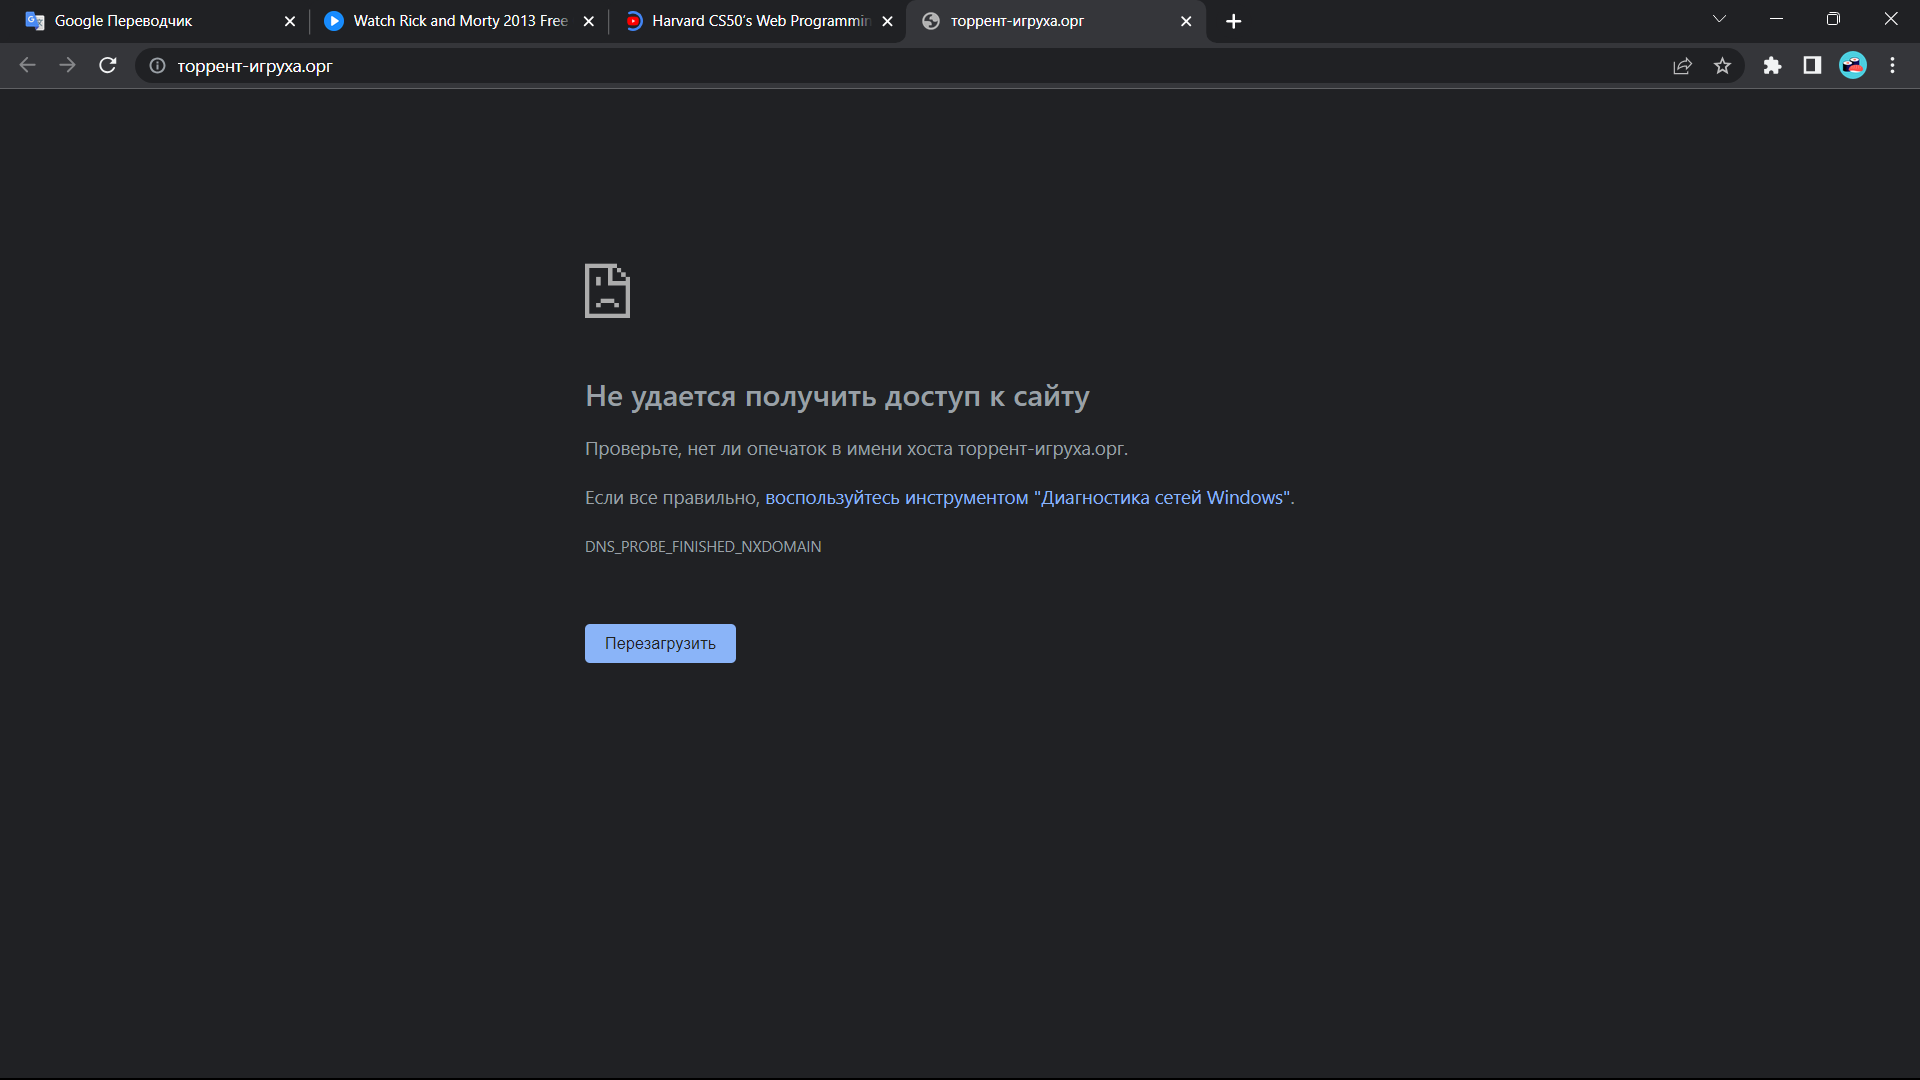 Google Переводчик
Watch Rick and Morty 2013 Free
Harvard CS50's Web Programmin
торрент-игруха.орг
торрент-игруха.орг
Не удается получить доступ к сайту
Проверьте, нет ли опечаток в имени хоста торрент-игруха.орг.
Если все правильно, воспользуйтесь инструментом "Диагностика сетей Windows".
DNS_PROBE_FINISHED_NXDOMAIN
Перезагрузить